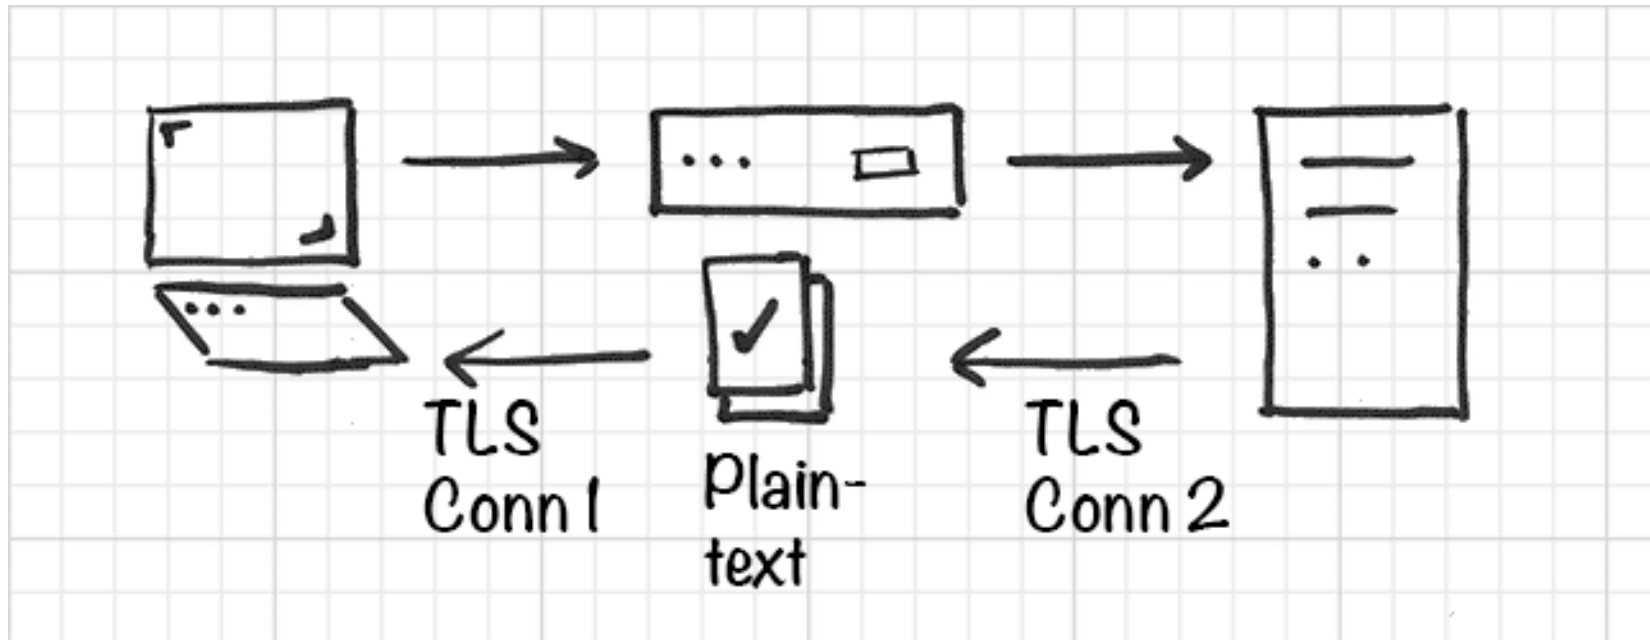 TLS
Conn 1
Plain-
text
TLS
Conn 2